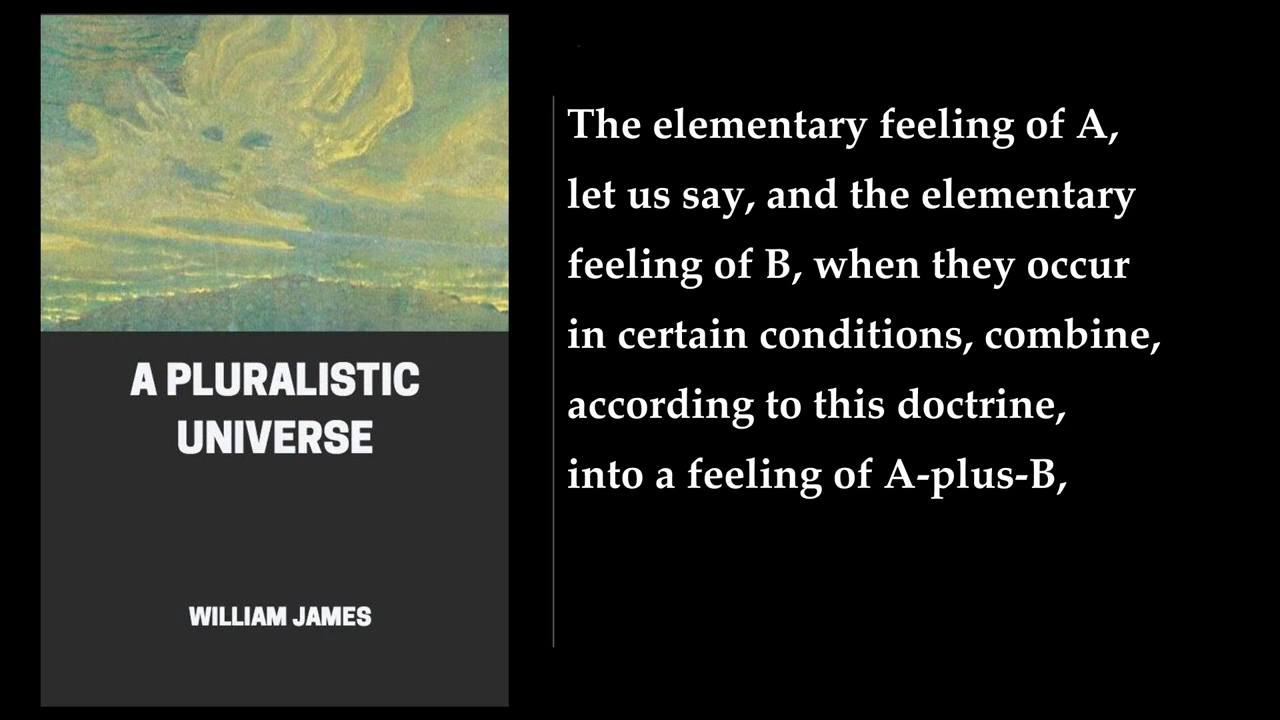 A PLURALISTIC
UNIVERSE
WILLIAM JAMES
The elementary feeling of A,
let us say, and the elementary
feeling of B, when they occur
in certain conditions, combine,
according to this doctrine,
into a feeling of A-plus-B,